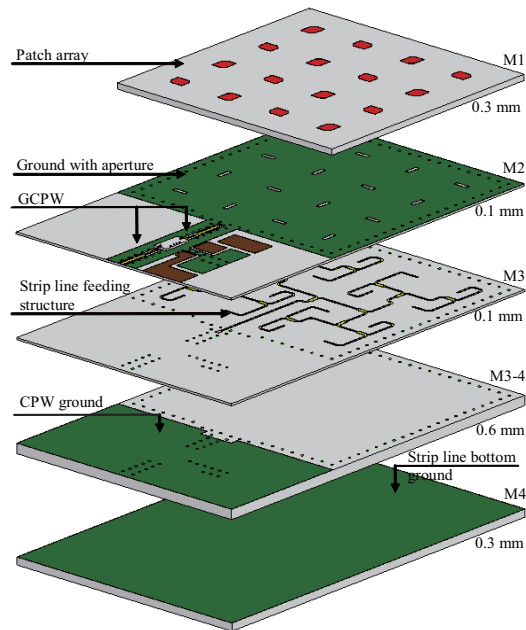 Patch array
M1
0.3 mm
Ground with aperture
M2
0.1 mm
GCPW
Strip line feeding
structure
M3
0.1 mm
CPW ground
M3-4
0.6 mm
Strip line bottom
ground
M4
0.3 mm